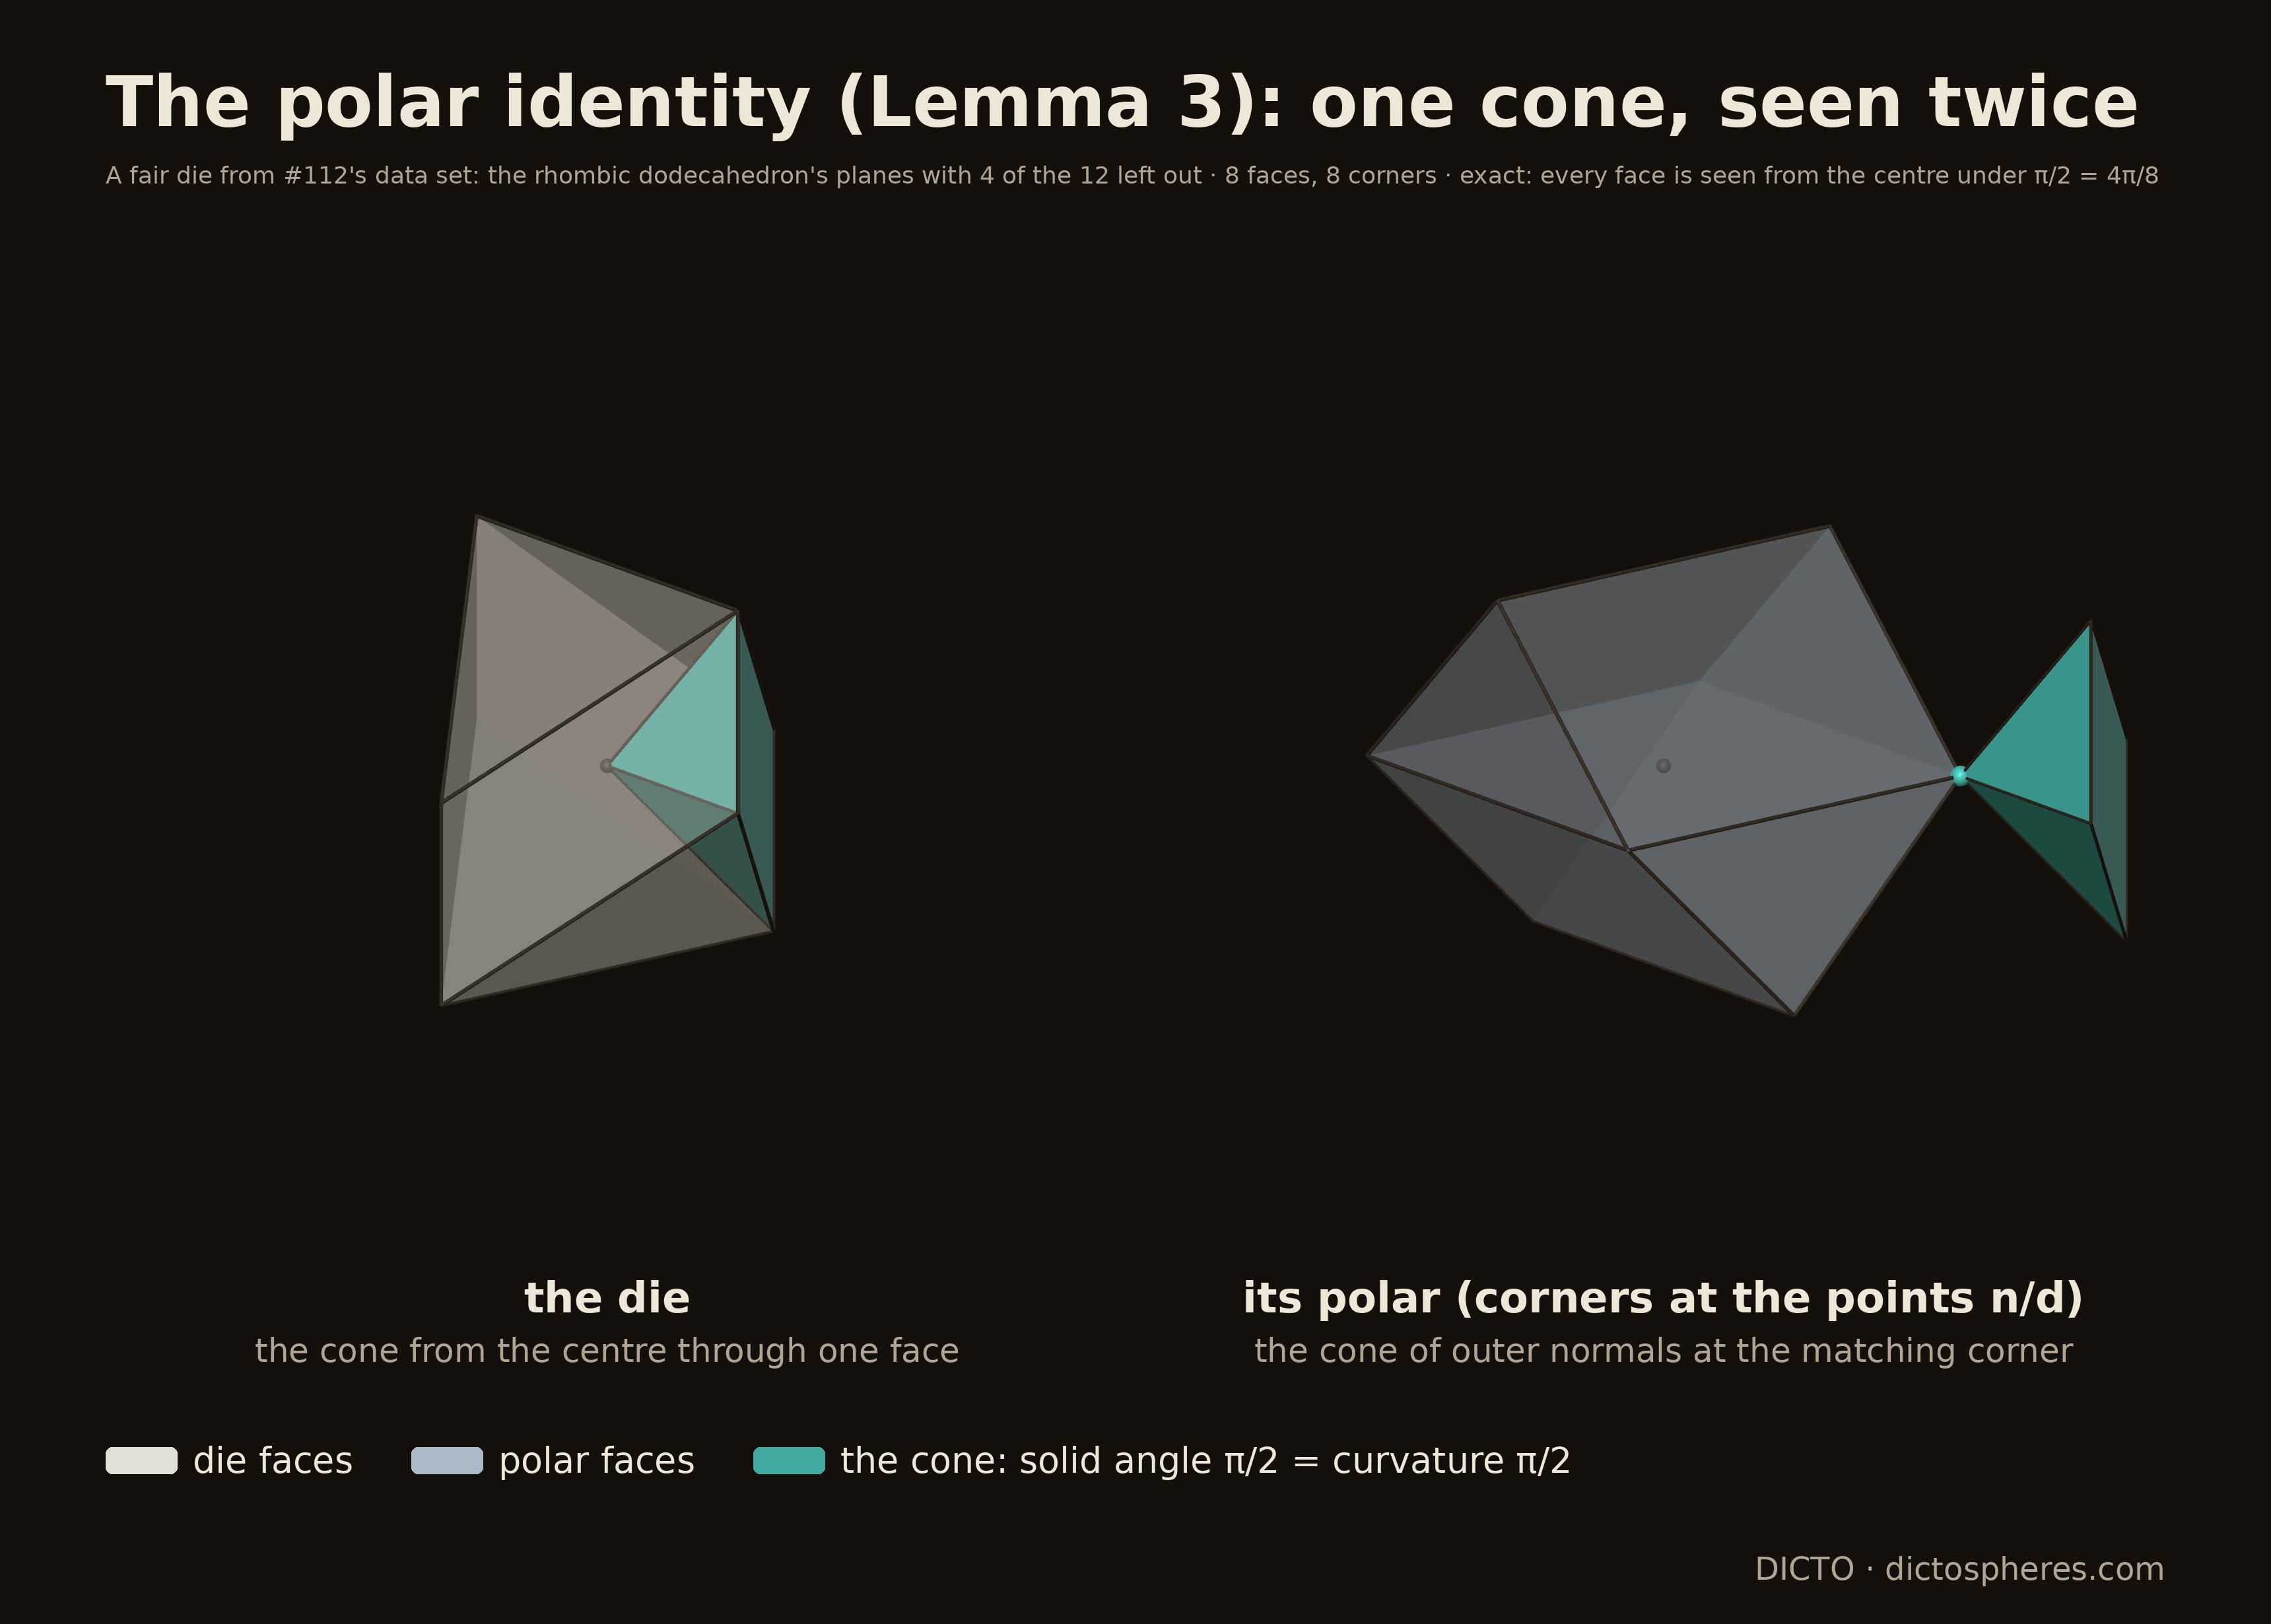 The polar identity (Lemma 3): one cone, seen twice
A fair die from #112's data set: the rhombic dodecahedron's planes with 4 of the 12 left out · 8 faces, 8 corners · exact: every face is seen from the centre under π/2 = 4π/8
the die
the cone from the centre through one face
its polar (corners at the points n/d)
the cone of outer normals at the matching corner
die faces
polar faces
the cone: solid angle π/2 = curvature π/2
DICTO · dictospheres.com